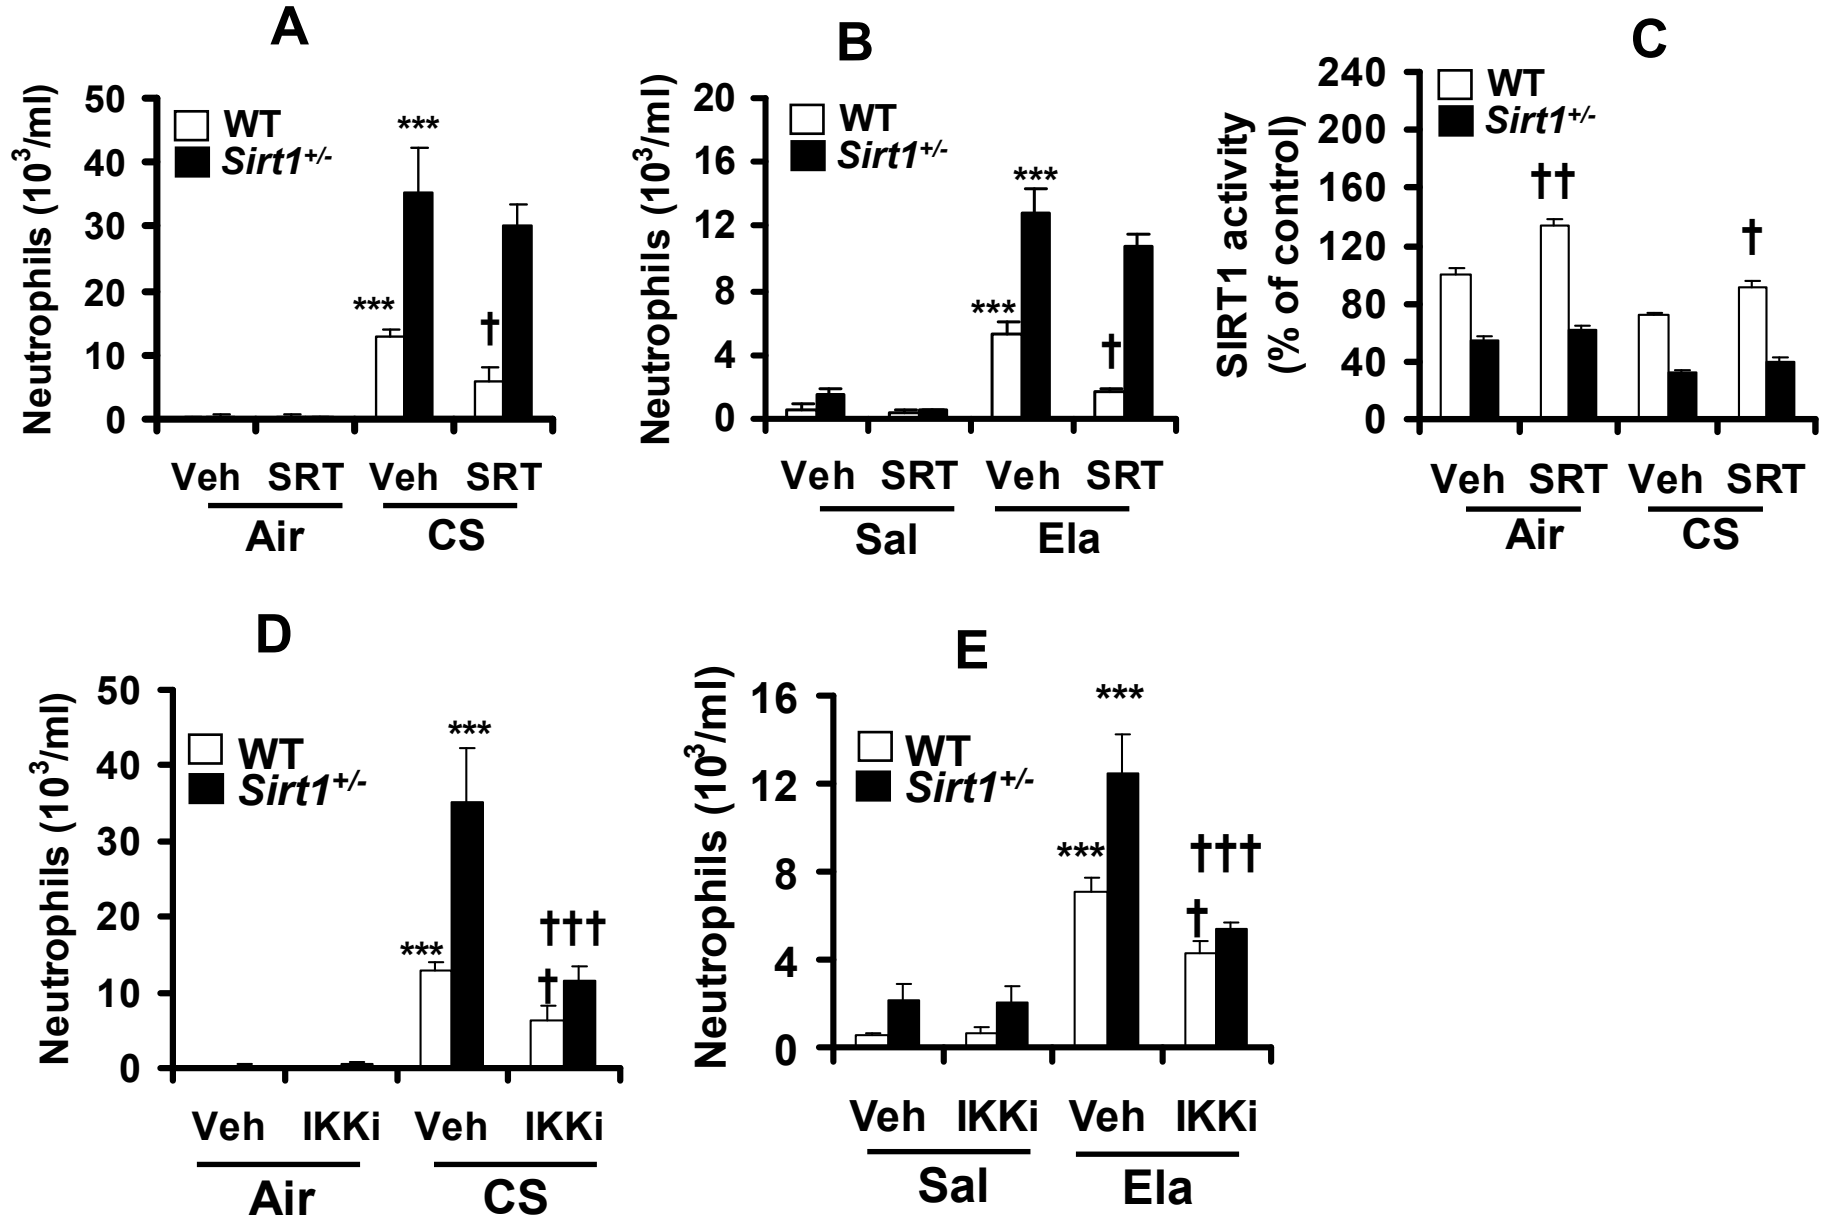 A
Neutrophils (10³/ml)
50
40
30
20
10
0
WT
Sirt1+/-
***
***
†
Veh SRT Veh SRT
Air CS
B
Neutrophils (10³/ml)
20
16
12
8
4
0
WT
Sirt1+/-
***
***
†
Veh SRT Veh SRT
Sal Ela
C
SIRT1 activity
(% of control)
240
200
160
120
80
40
0
WT
Sirt1+/-
††
†
Veh SRT Veh SRT
Air CS
D
Neutrophils (10³/ml)
50
40
30
20
10
0
WT
Sirt1+/-
***
***
†††
†
Veh IKKi Veh IKKi
Air CS
E
Neutrophils (10³/ml)
16
12
8
4
0
WT
Sirt1+/-
***
***
†††
†
Veh IKKi Veh IKKi
Sal Ela